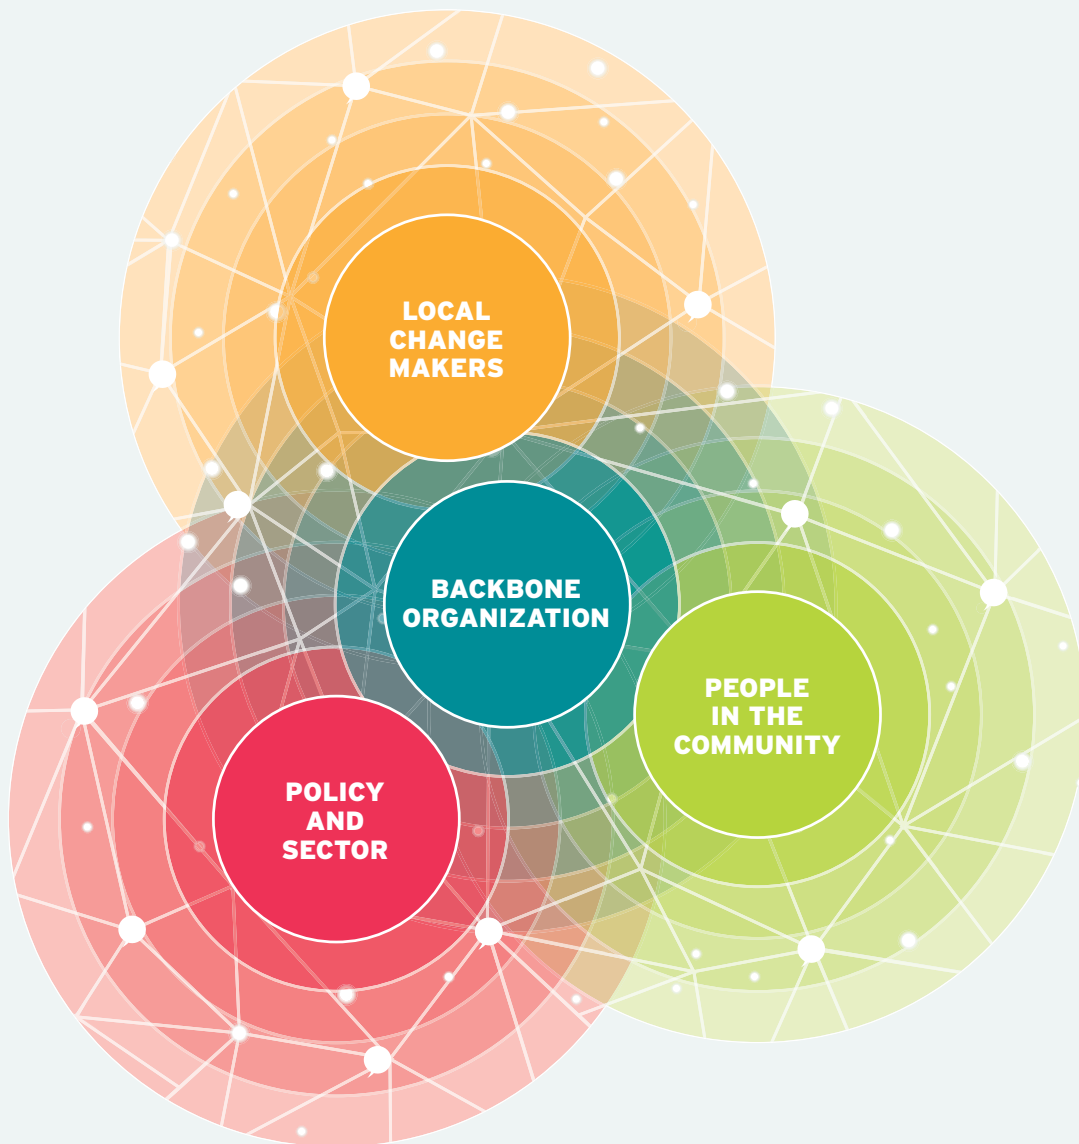 LOCAL
CHANGE
MAKERS
BACKBONE
ORGANIZATION
PEOPLE
IN THE
COMMUNITY
POLICY
AND
SECTOR